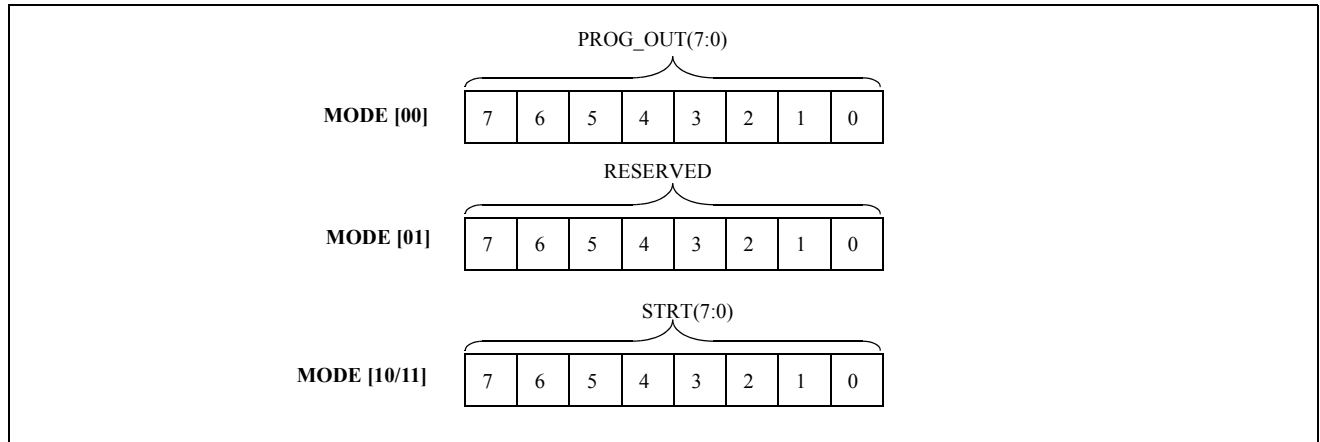 PROG_OUT(7:0)
MODE [00] 7 6 5 4 3 2 1 0
RESERVED
MODE [01] 7 6 5 4 3 2 1 0
STRT(7:0)
MODE [10/11] 7 6 5 4 3 2 1 0